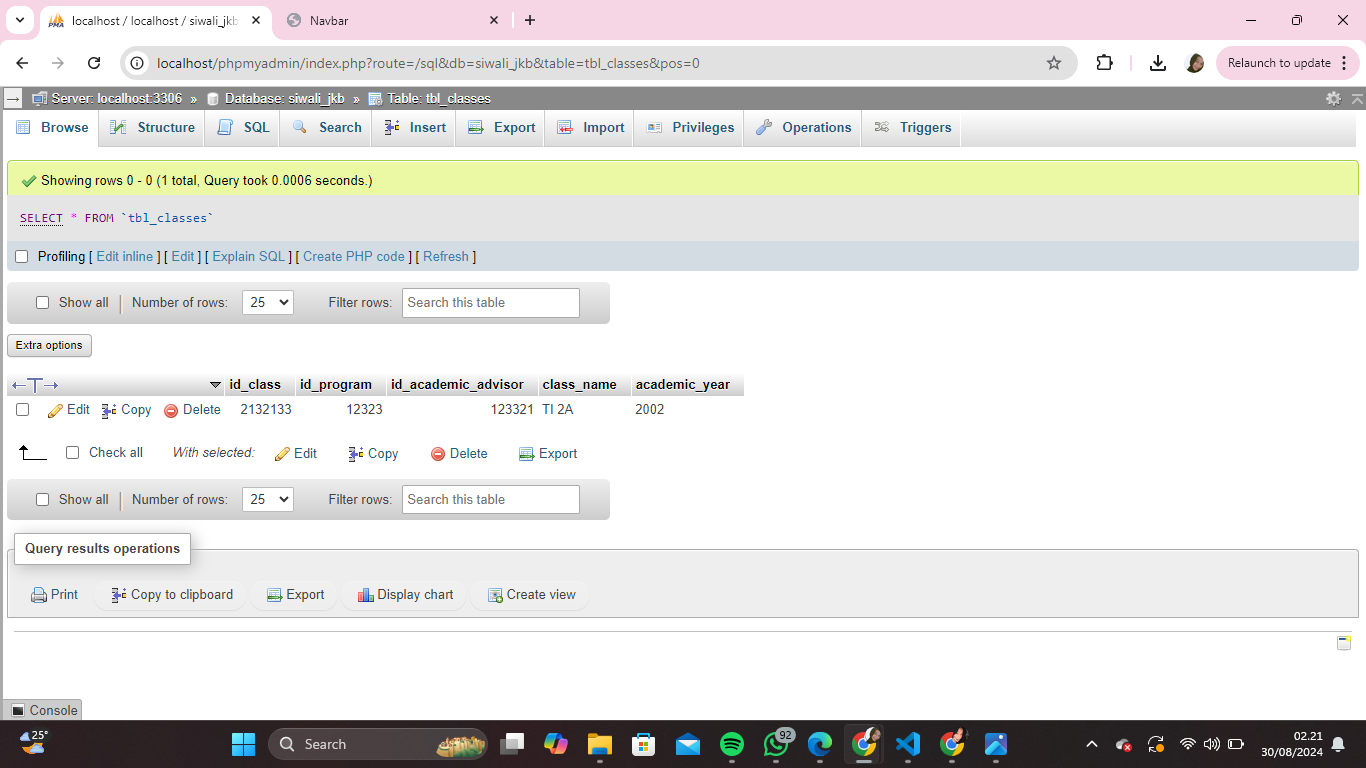 localhost / localhost / siwali_jkb
Navbar
localhost/phpmyadmin/index.php?route=/sql&db=siwali_jkb&table=tbl_classes&pos=0
Relaunch to update
Server: localhost:3306 » Database: siwali_jkb » Table: tbl_classes
Browse Structure SQL Search Insert Export Import Privileges Operations Triggers
Showing rows 0 - 0 (1 total, Query took 0.0006 seconds.)
SELECT * FROM `tbl_classes`
Profiling [ Edit inline ] [ Edit ] [ Explain SQL ] [ Create PHP code ] [ Refresh ]
Show all Number of rows: 25 Filter rows: Search this table
Extra options
id_class id_program id_academic_advisor class_name academic_year
Edit Copy Delete 2132133 12323 123321 TI 2A 2002
Check all With selected: Edit Copy Delete Export
Show all Number of rows: 25 Filter rows: Search this table
Query results operations
Print Copy to clipboard Export Display chart Create view
Console
25°
Search
92
02.21
30/08/2024